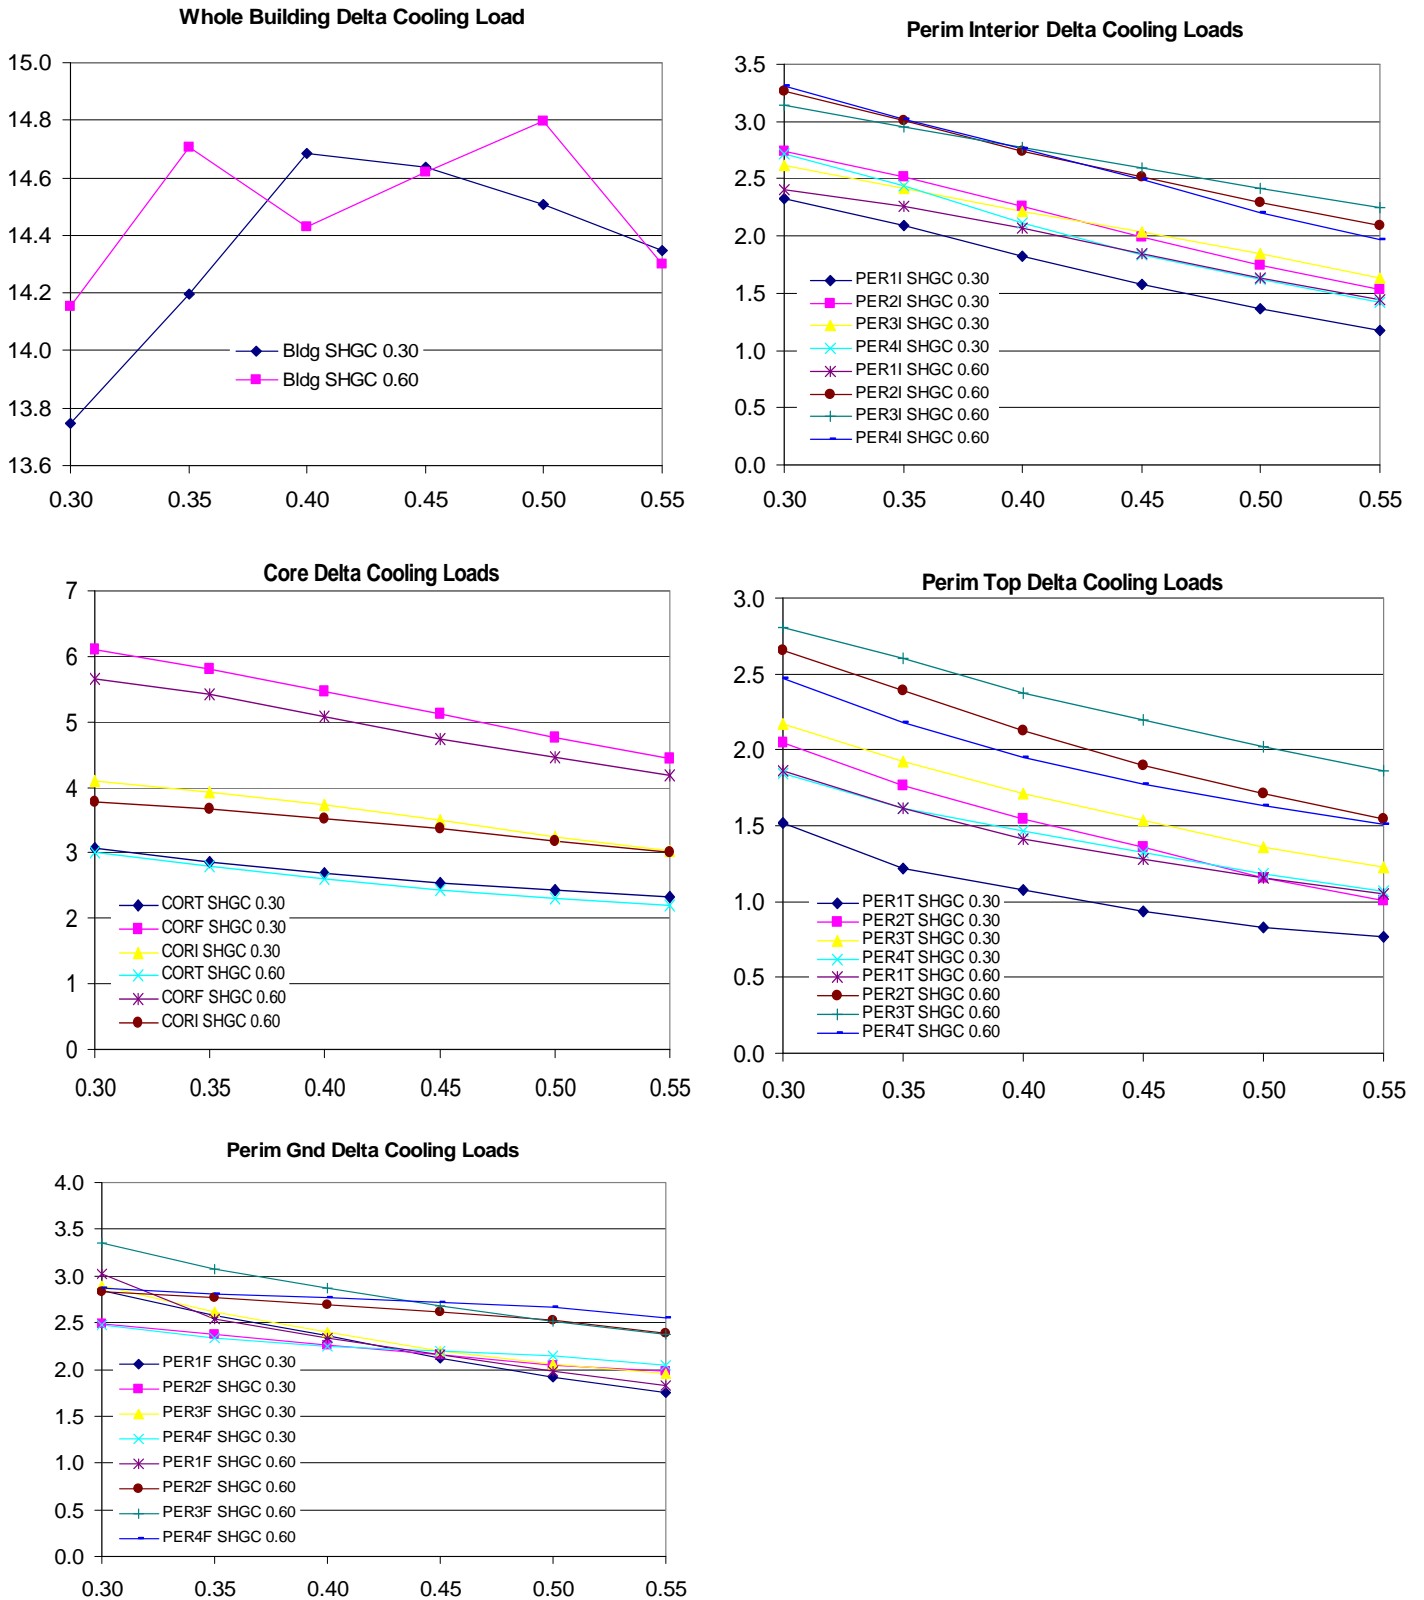 Whole Building Delta Cooling Load
15.0
14.8
14.6
14.4
14.2
14.0
13.8
13.6
Bldg SHGC 0.30
Bldg SHGC 0.60
0.30 0.35 0.40 0.45 0.50 0.55
Perim Interior Delta Cooling Loads
3.5
3.0
2.5
2.0
1.5
1.0
0.5
0.0
PER1I SHGC 0.30
PER2I SHGC 0.30
PER3I SHGC 0.30
PER4I SHGC 0.30
PER1I SHGC 0.60
PER2I SHGC 0.60
PER3I SHGC 0.60
PER4I SHGC 0.60
0.30 0.35 0.40 0.45 0.50 0.55
Core Delta Cooling Loads
7
6
5
4
3
2
1
0
CORT SHGC 0.30
CORF SHGC 0.30
CORI SHGC 0.30
CORT SHGC 0.60
CORF SHGC 0.60
CORI SHGC 0.60
0.30 0.35 0.40 0.45 0.50 0.55
Perim Top Delta Cooling Loads
3.0
2.5
2.0
1.5
1.0
0.5
0.0
PER1T SHGC 0.30
PER2T SHGC 0.30
PER3T SHGC 0.30
PER4T SHGC 0.30
PER1T SHGC 0.60
PER2T SHGC 0.60
PER3T SHGC 0.60
PER4T SHGC 0.60
0.30 0.35 0.40 0.45 0.50 0.55
Perim Gnd Delta Cooling Loads
4.0
3.5
3.0
2.5
2.0
1.5
1.0
0.5
0.0
PER1F SHGC 0.30
PER2F SHGC 0.30
PER3F SHGC 0.30
PER4F SHGC 0.30
PER1F SHGC 0.60
PER2F SHGC 0.60
PER3F SHGC 0.60
PER4F SHGC 0.60
0.30 0.35 0.40 0.45 0.50 0.55